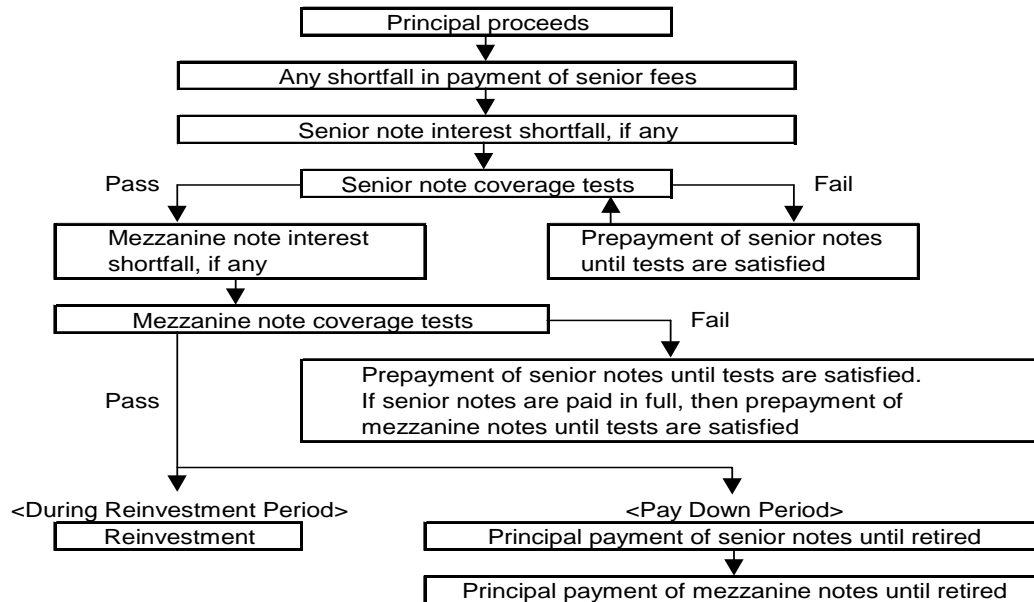 Principal proceeds
Any shortfall in payment of senior fees
Senior note interest shortfall, if any
Pass
Senior note coverage tests
Fail
Mezzanine note interest
shortfall, if any
Prepayment of senior notes
until tests are satisfied
Mezzanine note coverage tests
Fail
Pass
Prepayment of senior notes until tests are satisfied.
If senior notes are paid in full, then prepayment of
mezzanine notes until tests are satisfied
<During Reinvestment Period>
Reinvestment
<Pay Down Period>
Principal payment of senior notes until retired
Principal payment of mezzanine notes until retired